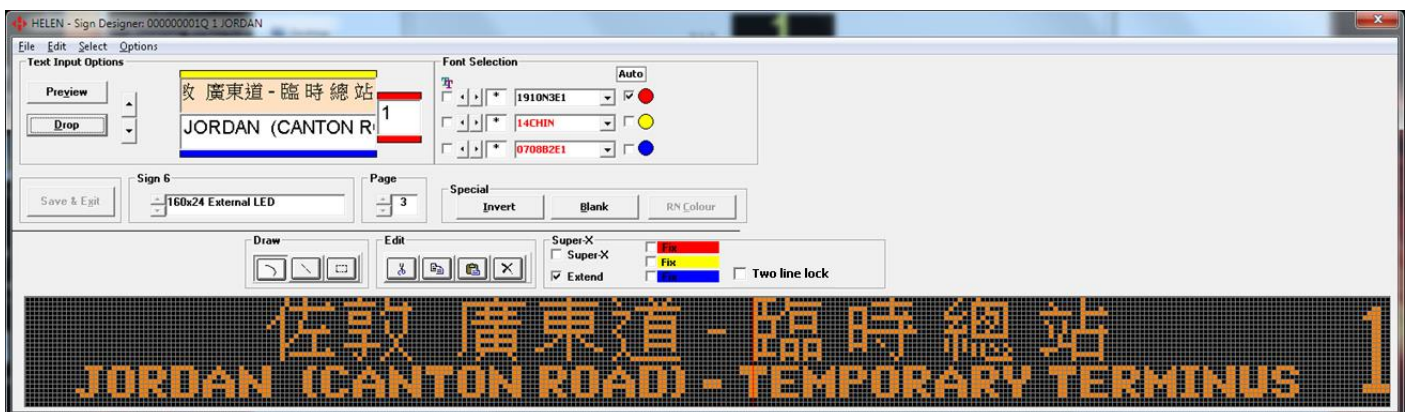 HELEN - Sign Designer: 000000001Q 1 JORDAN
File Edit Select Options
Text Input Options
Preview
Drop
攻 廣東道 - 臨時總站
JORDAN (CANTON R
1
Font Selection
Auto
* 1910N3E1
* 14CHIN
* 0708B2E1
Save & Exit
Sign 6
160x24 External LED
Page
3
Special
Invert
Blank
RN Colour
Draw
Edit
Super-X
Super-X
Extend
Fix
Fix
Fix
Two line lock
佐敦 廣東道 - 臨時總站 1
JORDAN (CANTON ROAD) - TEMPORARY TERMINUS